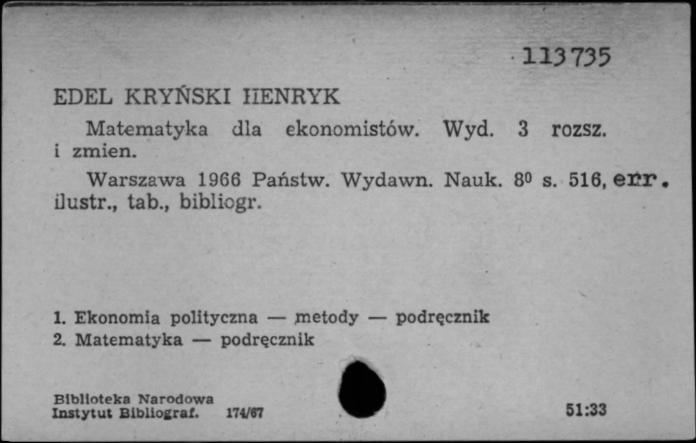 113735
EDEL KRYŃSKI HENRYK
Matematyka dla ekonomistów. Wyd. 3 rozsz.
i zmien.
Warszawa 1966 Państw. Wydawn. Nauk. 8⁰ s. 516, err.
ilustr., tab., bibliogr.
1. Ekonomia polityczna — metody — podręcznik
2. Matematyka — podręcznik
Biblioteka Narodowa
Instytut Bibliograf. 174/67
51:33